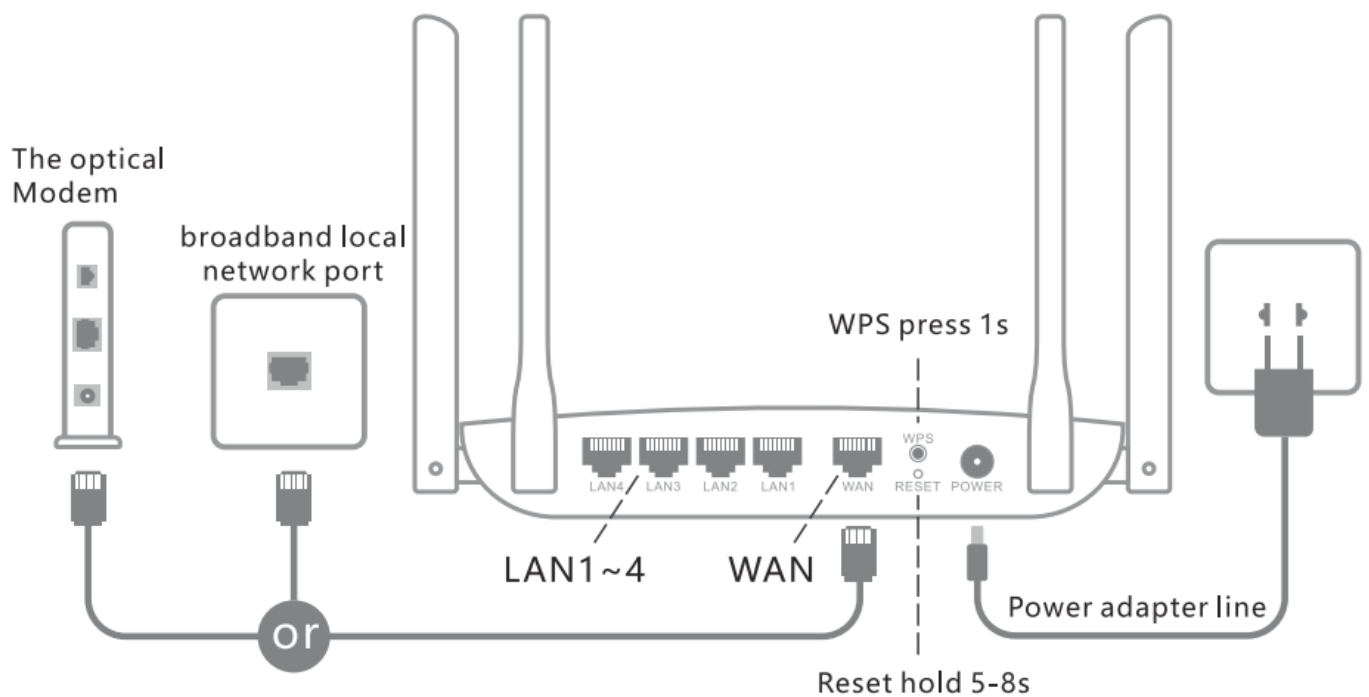 The optical
Modem
broadband local
network port
WPS press 1s
WPS
LAN4 LAN3 LAN2 LAN1 WAN RESET POWER
LAN1~4 WAN
Power adapter line
or
Reset hold 5-8s